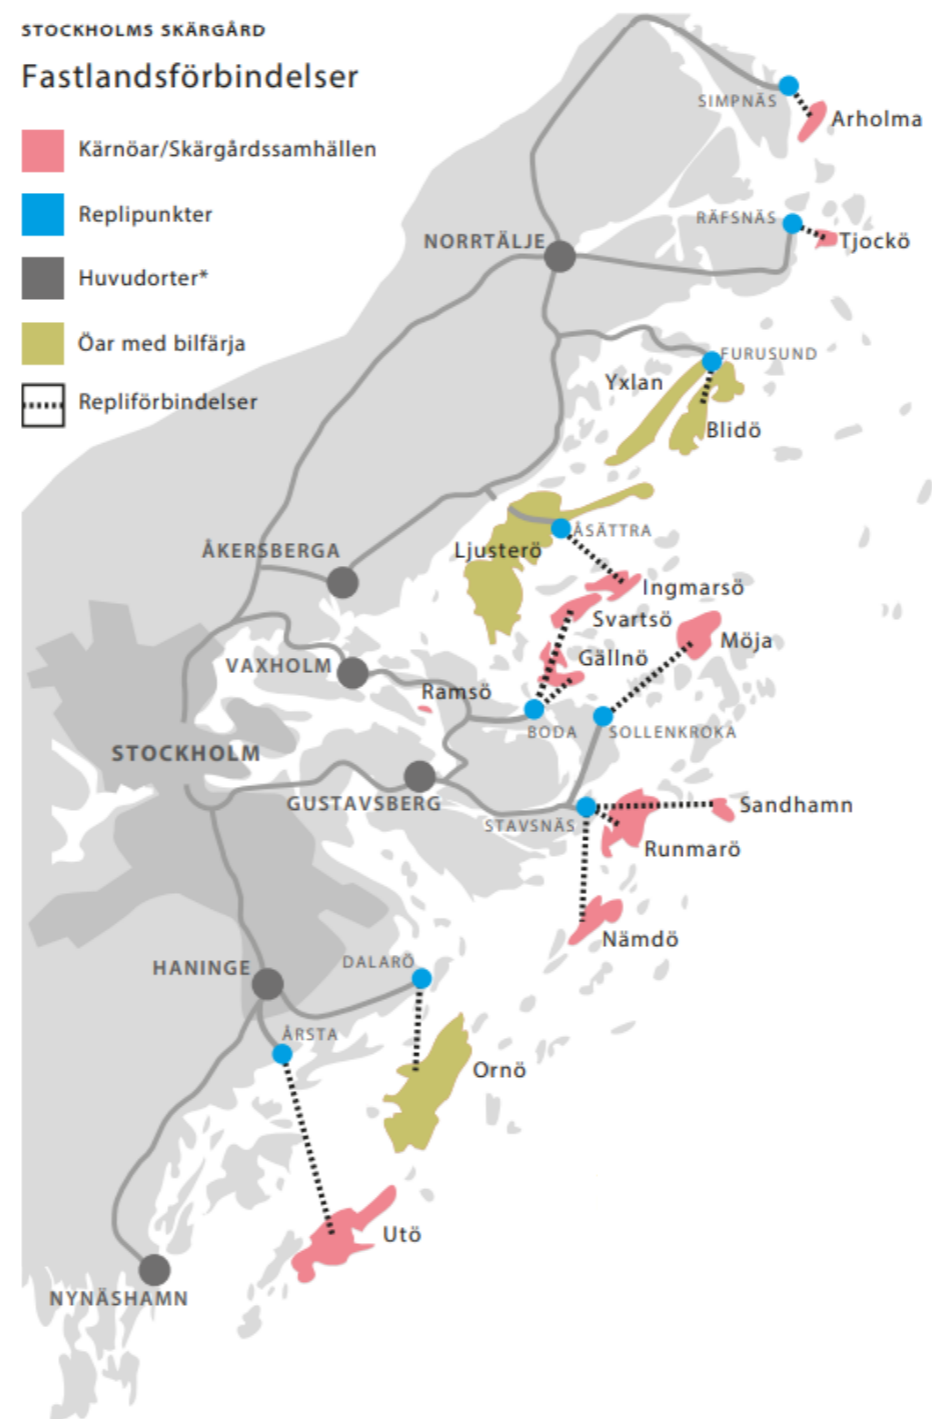 STOCKHOLMS SKÄRGÅRD
Fastlandsförbindelser
Kärnöar/Skärgårdssamhällen
Replipunkter
Huvudorter*
Öar med bilfärja
Repliförbindelser
SIMPNÄS
Arholma
RÄFSNÄS
NORRTÄLJE
Tjockö
FURUSUND
Yxlan
Blidö
ÅSÄTTRA
ÅKERSBERGA
Ljusterö
Ingmarsö
Svartsö
Möja
Gällnö
VAXHOLM
Ramsö
BODA
SOLLENKROKA
STOCKHOLM
GUSTAVSBERG
Sandhamn
STAVSNÄS
Runmarö
Nämdö
DALARÖ
HANINGE
ÅRSTA
Ornö
Utö
NYNÄSHAMN